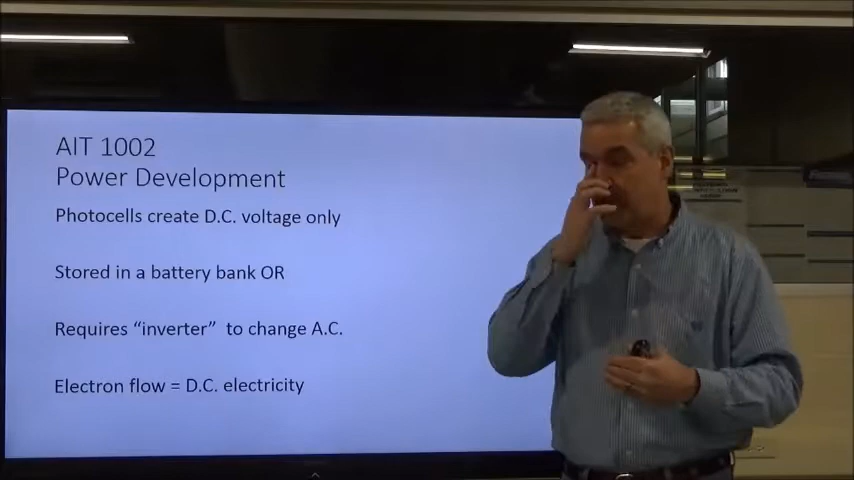 AIT 1002
Power Development
Photocells create D.C. voltage only
Stored in a battery bank OR
Requires “inverter” to change A.C.
Electron flow = D.C. electricity